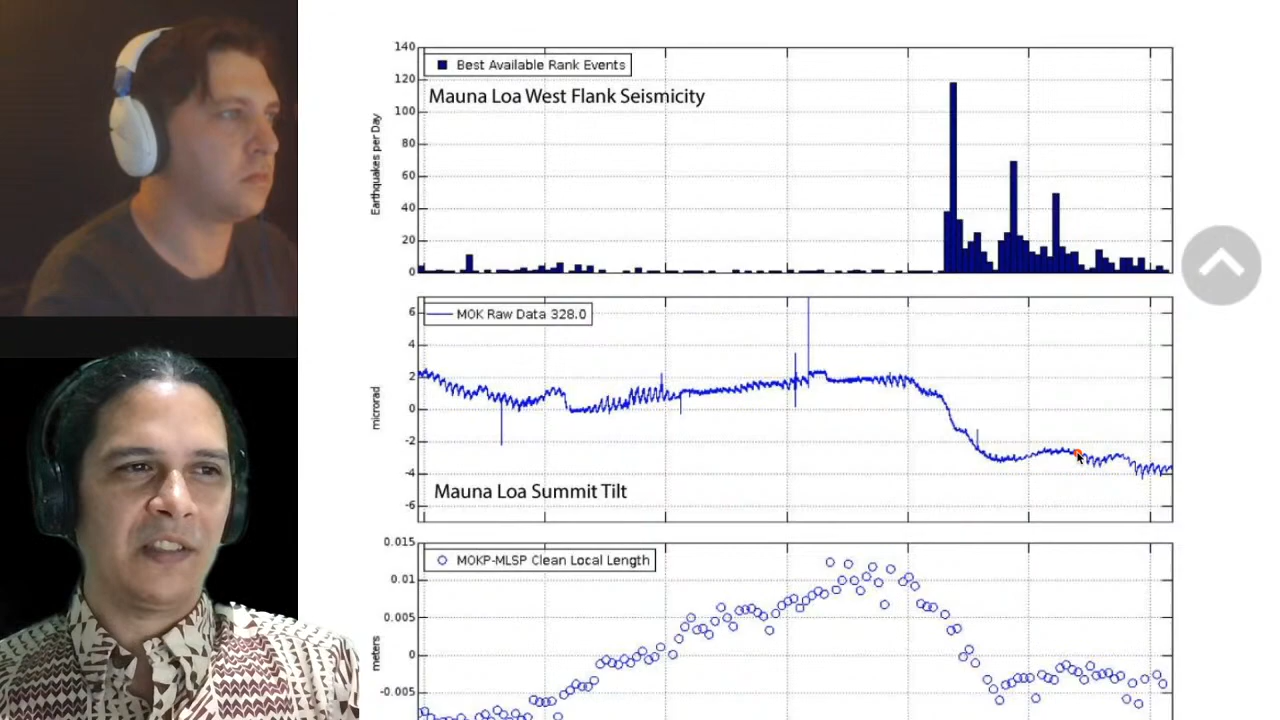 140
120
100
80
60
40
20
0
Earthquakes per Day
Best Available Rank Events
Mauna Loa West Flank Seismicity
6
4
2
0
-2
-4
-6
microrad
MOK Raw Data 328.0
Mauna Loa Summit Tilt
0.015
0.01
0.005
0
-0.005
meters
MOKP-MLSP Clean Local Length